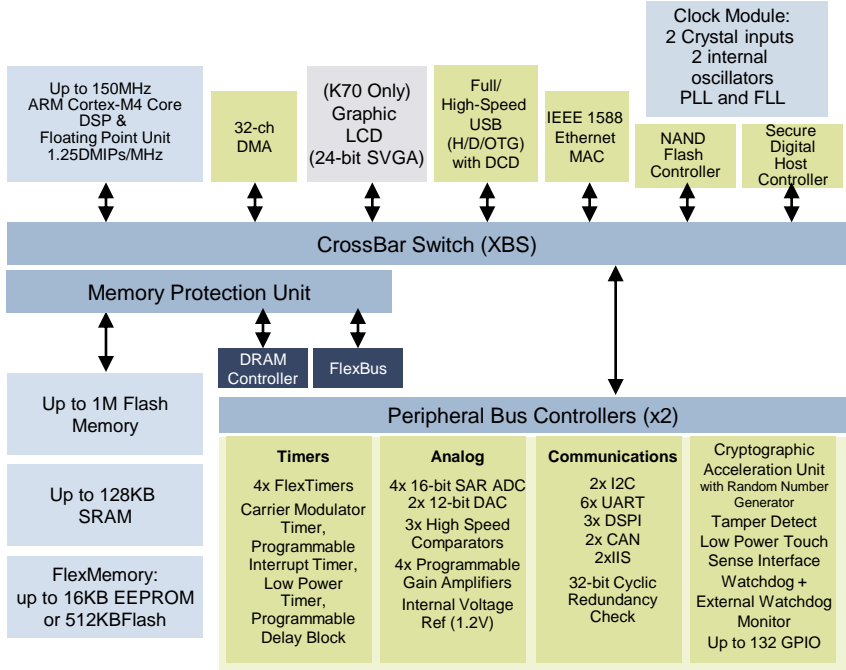 Clock Module:
2 Crystal inputs
2 internal
oscillators
PLL and FLL
Up to 150MHz
ARM Cortex-M4 Core
DSP &
Floating Point Unit
1.25DMIPs/MHz
32-ch
DMA
(K70 Only)
Graphic
LCD
(24-bit SVGA)
Full/
High-Speed
USB
(H/D/OTG)
with DCD
IEEE 1588
Ethernet
MAC
NAND
Flash
Controller
Secure
Digital
Host
Controller
CrossBar Switch (XBS)
Memory Protection Unit
DRAM
Controller
FlexBus
Up to 1M Flash
Memory
Up to 128KB
SRAM
FlexMemory:
up to 16KB EEPROM
or 512KBFlash
Peripheral Bus Controllers (x2)
Timers
4x FlexTimers
Carrier Modulator
Timer,
Programmable
Interrupt Timer,
Low Power
Timer,
Programmable
Delay Block
Analog
4x 16-bit SAR ADC
2x 12-bit DAC
3x High Speed
Comparators
4x Programmable
Gain Amplifiers
Internal Voltage
Ref (1.2V)
Communications
2x I2C
6x UART
3x DSPI
2x CAN
2xIIS
32-bit Cyclic
Redundancy
Check
Cryptographic
Acceleration Unit
with Random Number
Generator
Tamper Detect
Low Power Touch
Sense Interface
Watchdog +
External Watchdog
Monitor
Up to 132 GPIO